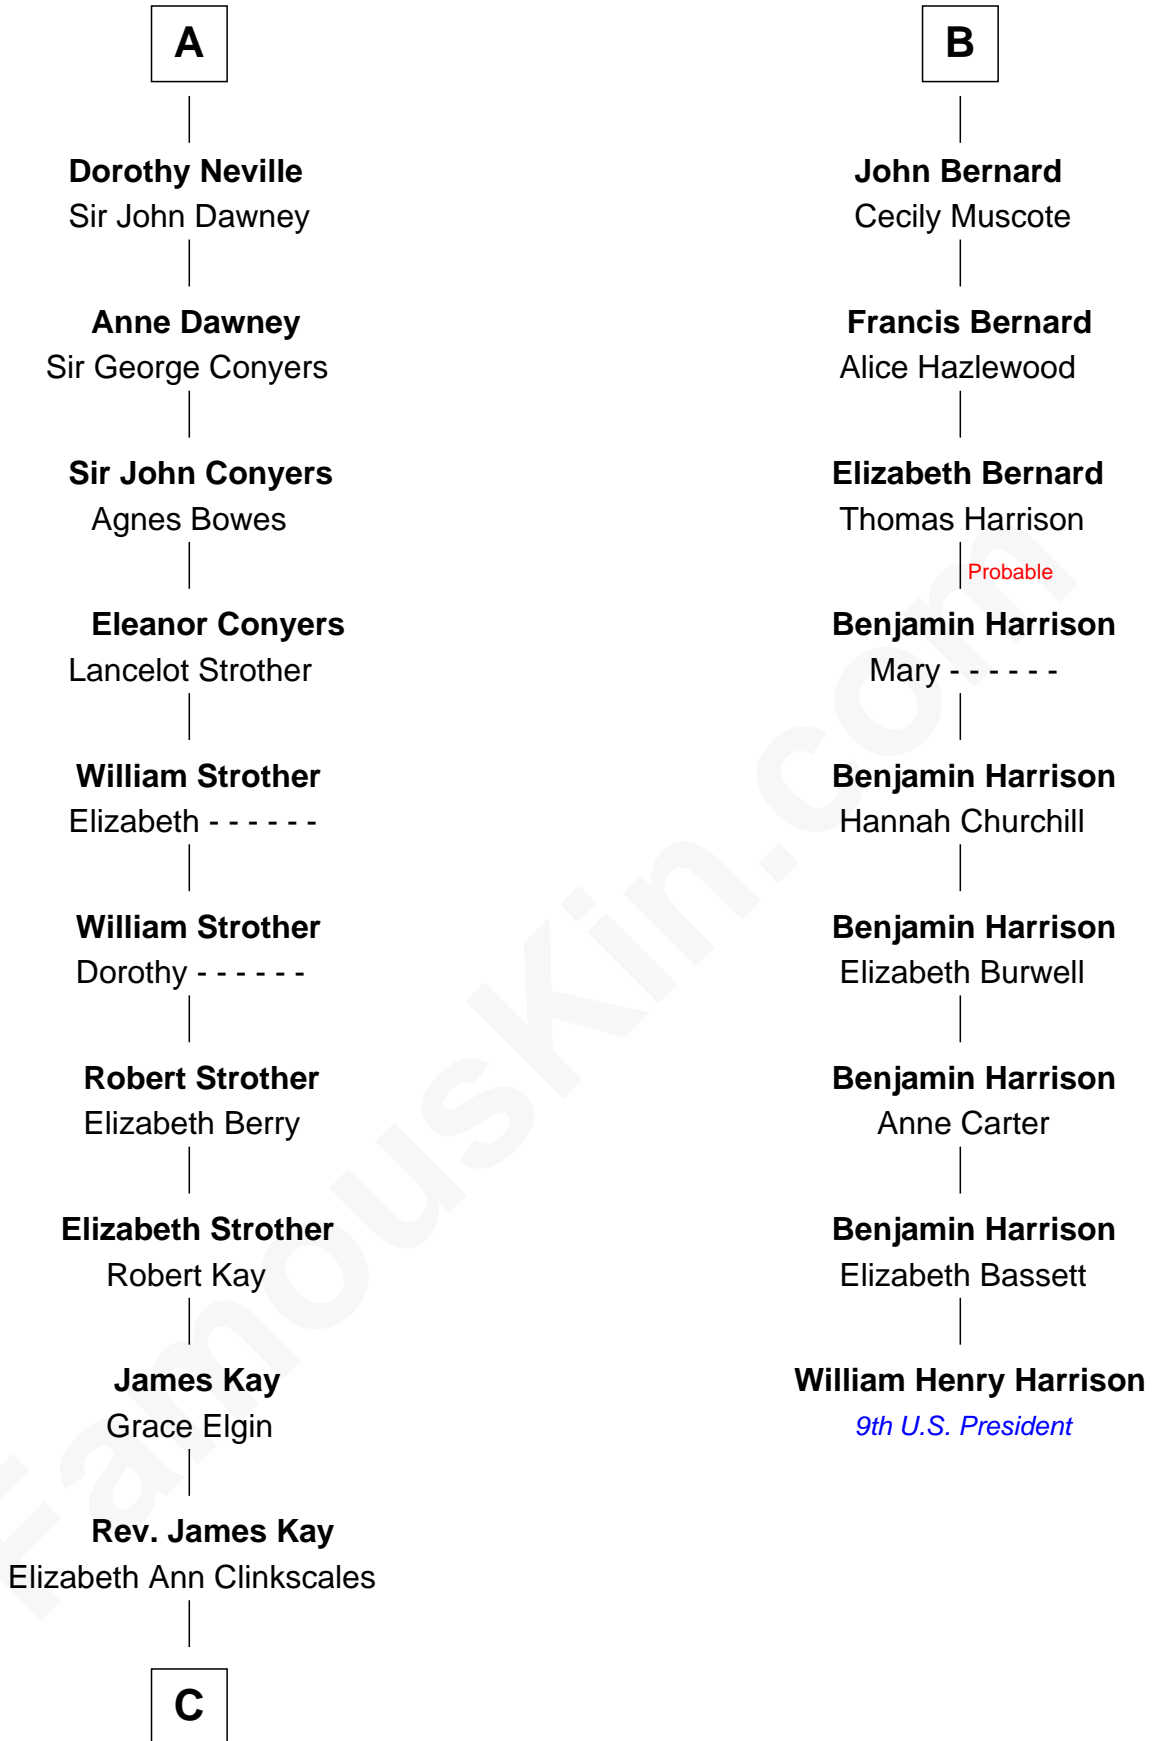 A
Dorothy Neville
Sir John Dawney
Anne Dawney
Sir George Conyers
Sir John Conyers
Agnes Bowes
Eleanor Conyers
Lancelot Strother
William Strother
Elizabeth - - - - - -
William Strother
Dorothy - - - - - -
Robert Strother
Elizabeth Berry
Elizabeth Strother
Robert Kay
James Kay
Grace Elgin
Rev. James Kay
Elizabeth Ann Clinkscales
C
B
John Bernard
Cecily Muscote
Francis Bernard
Alice Hazlewood
Elizabeth Bernard
Thomas Harrison
Probable
Benjamin Harrison
Mary - - - - - -
Benjamin Harrison
Hannah Churchill
Benjamin Harrison
Elizabeth Burwell
Benjamin Harrison
Anne Carter
Benjamin Harrison
Elizabeth Bassett
William Henry Harrison
9th U.S. President
FamousKin.com